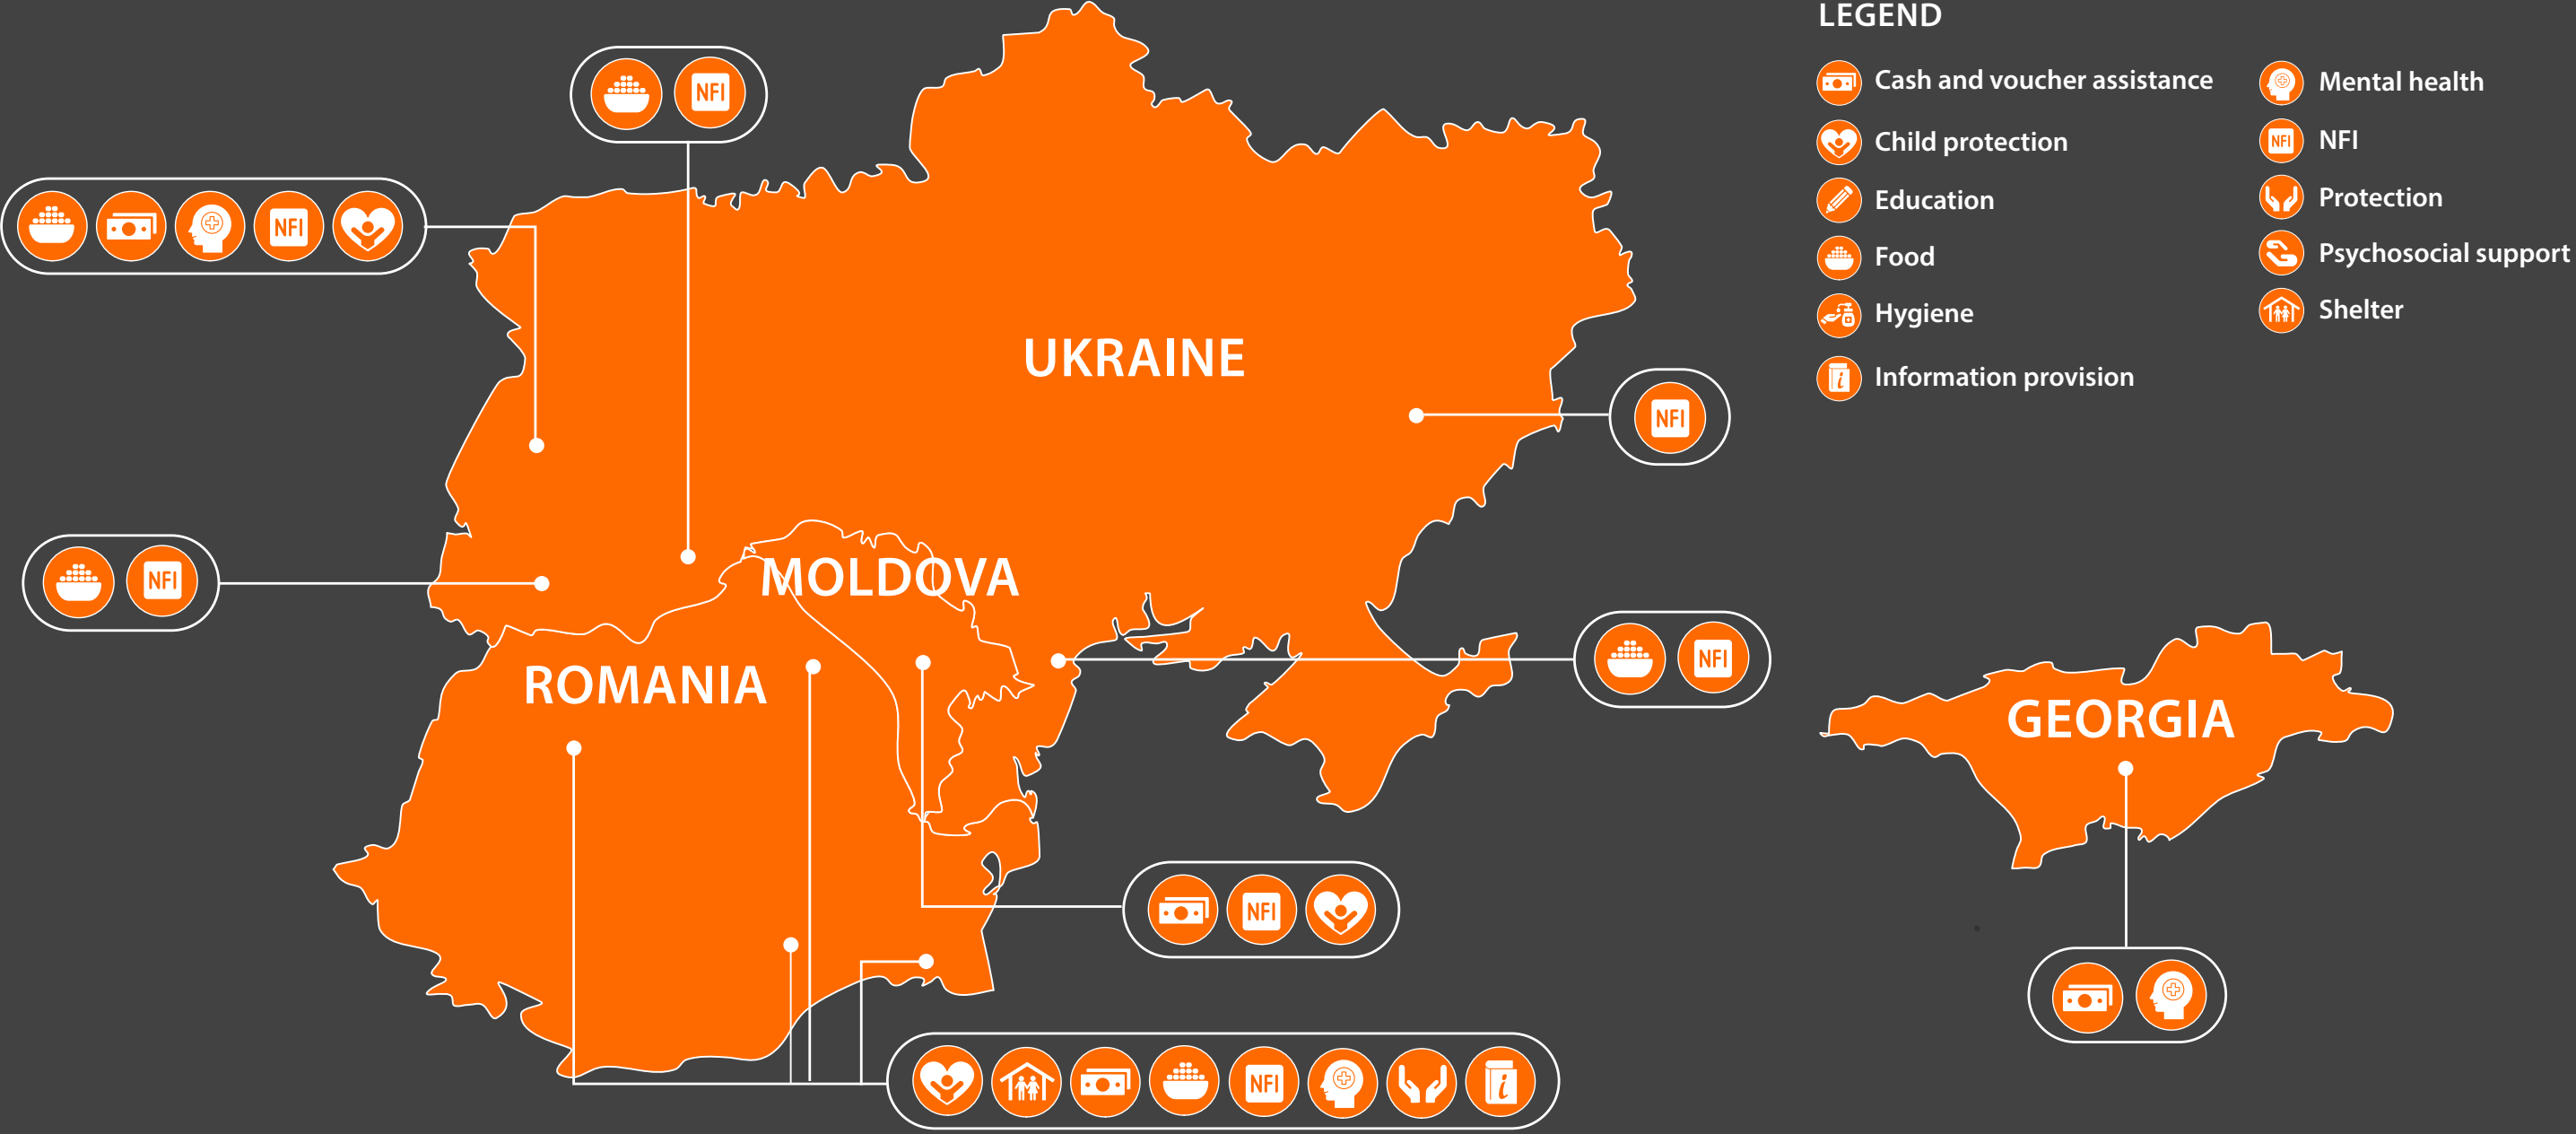 LEGEND
Cash and voucher assistance
Child protection
Education
Food
Hygiene
Information provision
Mental health
NFI
NFI
Protection
Psychosocial support
Shelter
NFI
NFI
UKRAINE
NFI
MOLDOVA
NFI
NFI
ROMANIA
GEORGIA
NFI
NFI
i
i